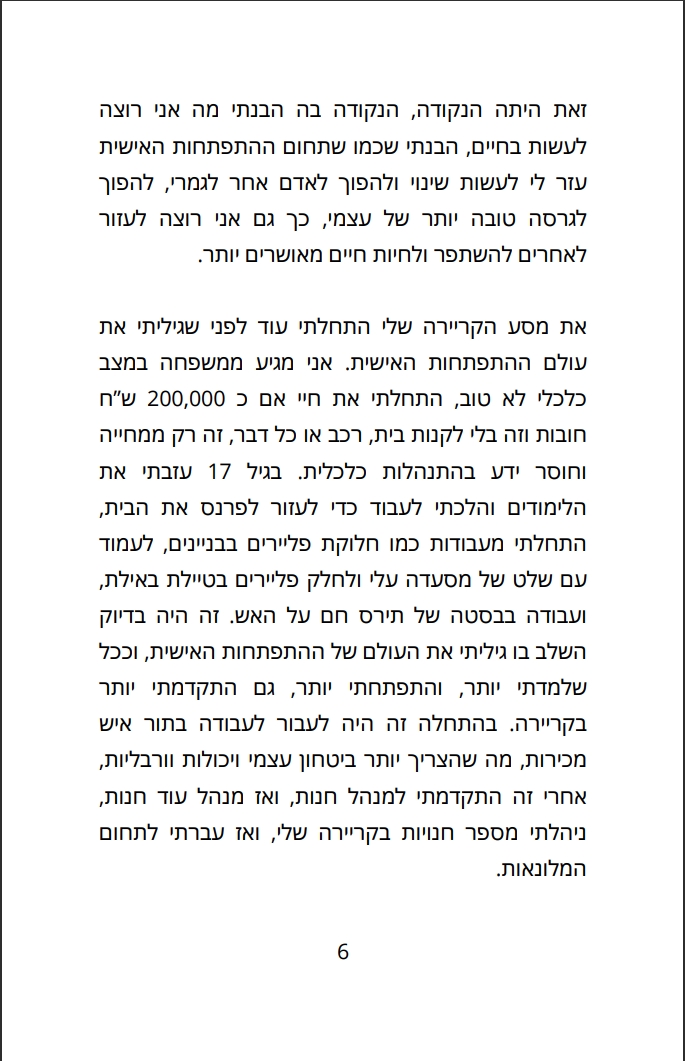 זאת היתה הנקודה, הנקודה בה הבנתי מה אני רוצה
לעשות בחיים, הבנתי שכמו שתחום ההתפתחות האישית
עזר לי לעשות שינוי ולהפוך לאדם אחר לגמרי, להפוך
לגרסה טובה יותר של עצמי, כך גם אני רוצה לעזור
לאחרים להשתפר ולחיות חיים מאושרים יותר.
את מסע הקריירה שלי התחלתי עוד לפני שגיליתי את
עולם ההתפתחות האישית. אני מגיע ממשפחה במצב
כלכלי לא טוב, התחלתי את חיי אם כ 200,000 ש״ח
חובות וזה בלי לקנות בית, רכב או כל דבר, זה רק ממחייה
וחוסר ידע בהתנהלות כלכלית. בגיל 17 עזבתי את
הלימודים והלכתי לעבוד כדי לעזור לפרנס את הבית,
התחלתי מעבודות כמו חלוקת פליירים בבניינים, לעמוד
עם שלט של מסעדה עלי ולחלק פליירים בטיילת באילת,
ועבודה בבסטה של תירס חם על האש. זה היה בדיוק
השלב בו גיליתי את העולם של ההתפתחות האישית, וככל
שלמדתי יותר, והתפתחתי יותר, גם התקדמתי יותר
בקריירה. בהתחלה זה היה לעבור לעבודה בתור איש
מכירות, מה שהצריך יותר ביטחון עצמי ויכולות וורבליות,
אחרי זה התקדמתי למנהל חנות, ואז מנהל עוד חנות,
ניהלתי מספר חנויות בקריירה שלי, ואז עברתי לתחום
המלונאות.
6